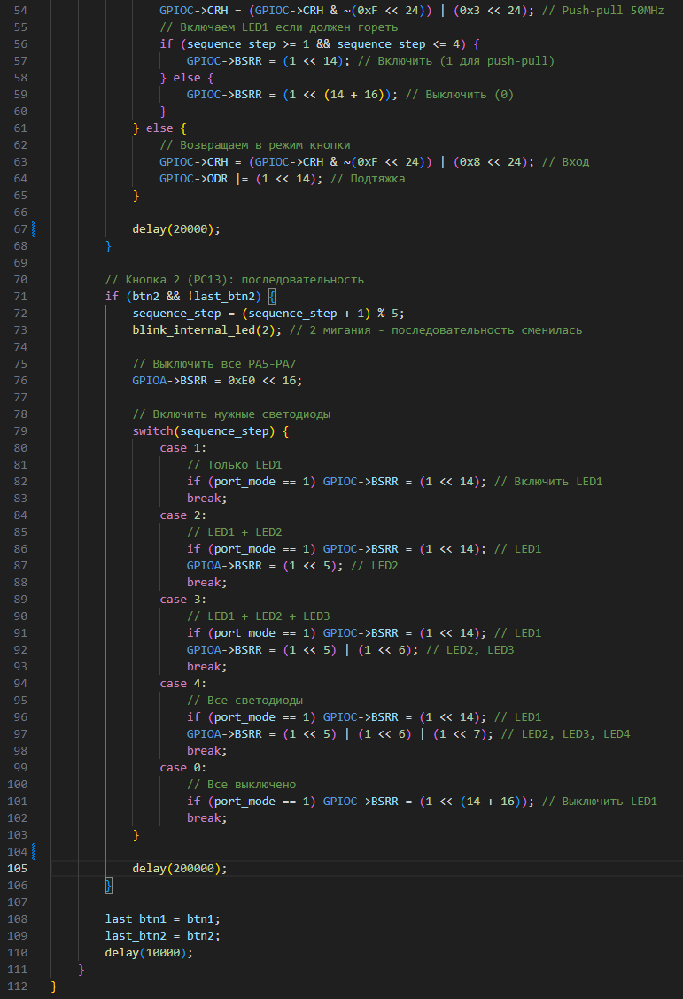 54 GPIOC->CRH = (GPIOC->CRH & ~(0xF << 24)) | (0x3 << 24); // Push-pull 50MHz
55 // Включаем LED1 если должен гореть
56 if (sequence_step >= 1 && sequence_step <= 4) {
57 GPIOC->BSRR = (1 << 14); // Включить (1 для push-pull)
58 } else {
59 GPIOC->BSRR = (1 << (14 + 16)); // Выключить (0)
60 }
61 } else {
62 // Возвращаем в режим кнопки
63 GPIOC->CRH = (GPIOC->CRH & ~(0xF << 24)) | (0x8 << 24); // Вход
64 GPIOC->ODR |= (1 << 14); // Подтяжка
65 }
66
67 delay(20000);
68 }
69
70 // Кнопка 2 (PC13): последовательность
71 if (btn2 && !last_btn2) {
72 sequence_step = (sequence_step + 1) % 5;
73 blink_internal_led(2); // 2 мигания - последовательность сменилась
74
75 // Выключить все PA5-PA7
76 GPIOA->BSRR = 0xE0 << 16;
77
78 // Включить нужные светодиоды
79 switch(sequence_step) {
80 case 1:
81 // Только LED1
82 if (port_mode == 1) GPIOC->BSRR = (1 << 14); // Включить LED1
83 break;
84 case 2:
85 // LED1 + LED2
86 if (port_mode == 1) GPIOC->BSRR = (1 << 14); // LED1
87 GPIOA->BSRR = (1 << 5); // LED2
88 break;
89 case 3:
90 // LED1 + LED2 + LED3
91 if (port_mode == 1) GPIOC->BSRR = (1 << 14); // LED1
92 GPIOA->BSRR = (1 << 5) | (1 << 6); // LED2, LED3
93 break;
94 case 4:
95 // Все светодиоды
96 if (port_mode == 1) GPIOC->BSRR = (1 << 14); // LED1
97 GPIOA->BSRR = (1 << 5) | (1 << 6) | (1 << 7); // LED2, LED3, LED4
98 break;
99 case 0:
100 // Все выключено
101 if (port_mode == 1) GPIOC->BSRR = (1 << (14 + 16)); // Выключить LED1
102 break;
103 }
104
105 delay(200000);
106 }
107
108 last_btn1 = btn1;
109 last_btn2 = btn2;
110 delay(10000);
111 }
112 }